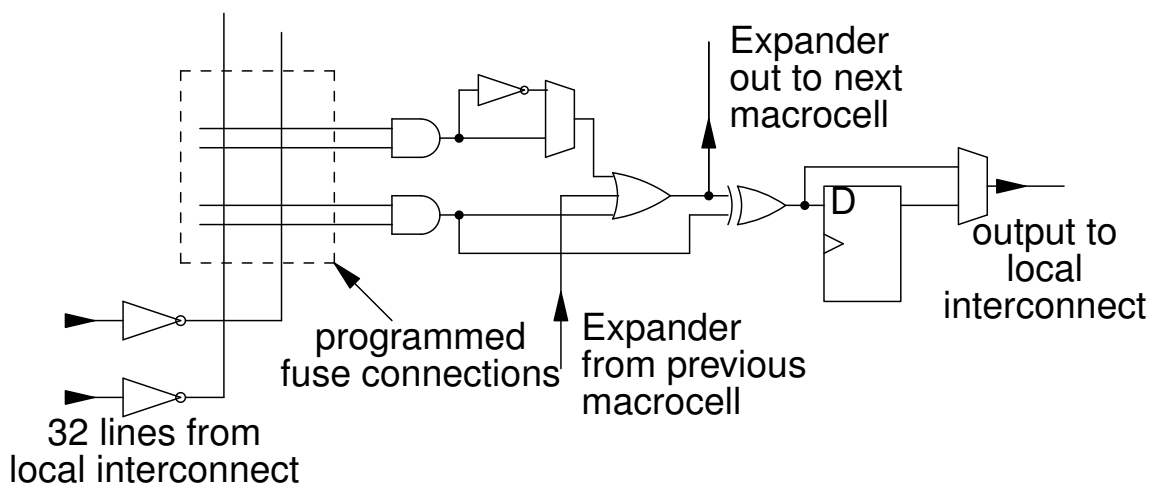 Expander
out to next
macrocell
D
output to
local
interconnect
programmed
fuse connections
Expander
from previous
macrocell
32 lines from
local interconnect